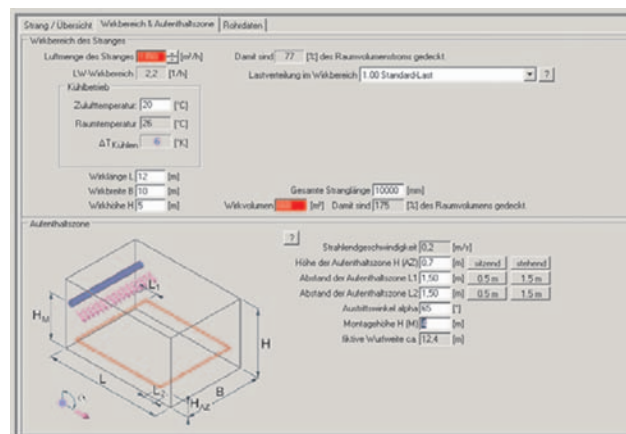 Strang / Übersicht Wirkbereich & Aufenthaltszone Rohrdaten
Wirkbereich des Stranges
Luftmenge des Stranges [m³/h] Damit sind 77 [%] des Raumvolumenstroms gedeckt.
LW-Wirkbereich 2,2 [1/h] Lastverteilung im Wirkbereich 1.00 Standard-Last ?
Kühlbetrieb
Zulufttemperatur 20 [°C]
Raumtemperatur 26 [°C]
ΔT Kühlen 6 [°K]
Wirklänge L 12 [m] Gesamte Stranglänge 10000 [mm]
Wirkbreite B 10 [m]
Wirkhöhe H 5 [m] Wirkvolumen [m³] Damit sind 175 [%] des Raumvolumens gedeckt.
Aufenthaltszone
?
Strahlendgeschwindigkeit 0,2 [m/s]
Höhe der Aufenthaltszone H (AZ) 0,7 [m] sitzend stehend
Abstand der Aufenthaltszone L1 1,50 [m] 0.5 m 1.5 m
Abstand der Aufenthaltszone L2 1,50 [m] 0.5 m 1.5 m
Austrittswinkel alpha 65 [°]
Montagehöhe H (M) [m]
fiktive Wurfweite ca. 12,4 [m]
L1
HM
H
L
L2
B
HAZ
α